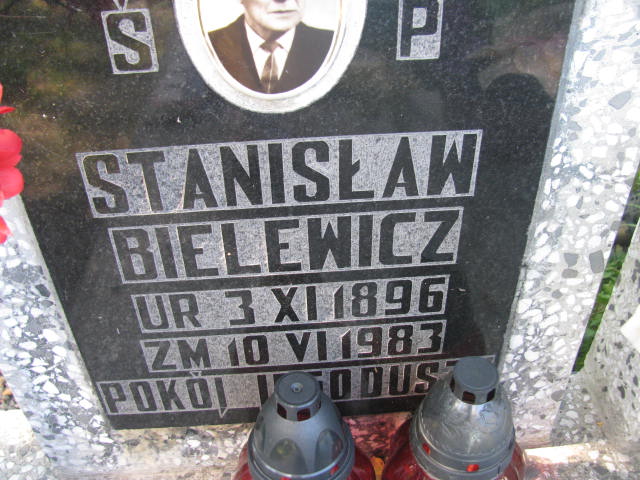 Ś P
STANISŁAW
BIELEWICZ
UR 3 XI 1896
ZM 10 VI 1983
POKÓJ